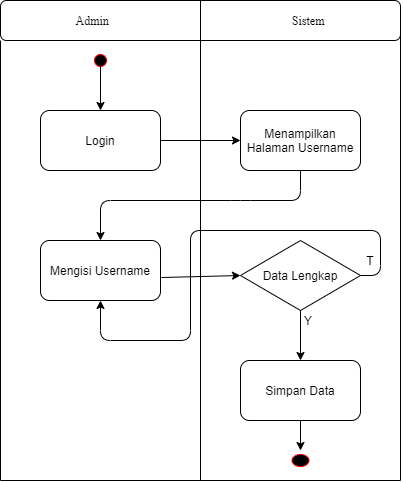 Admin
Sistem
Login
Menampilkan
Halaman Username
Mengisi Username
Data Lengkap
T
Y
Simpan Data